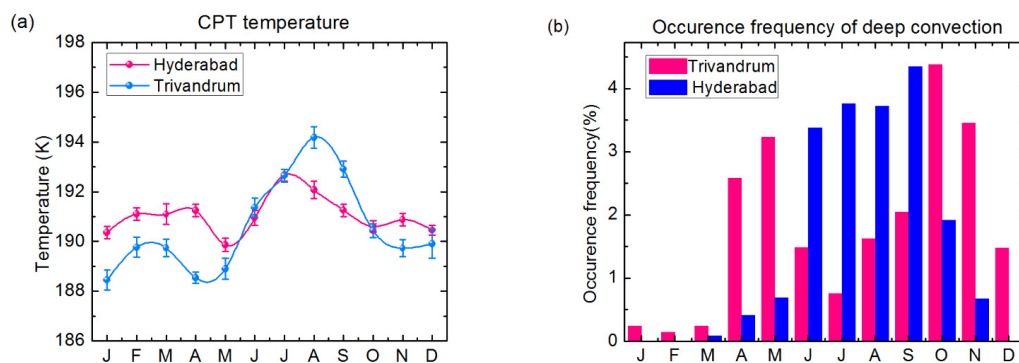 (a)
CPT temperature
198
196
194
192
190
188
186
Temperature (K)
Hyderabad
Trivandrum
J F M A M J J A S O N D
(b)
Occurence frequency of deep convection
4
3
2
1
0
Occurence frequency(%)
Trivandrum
Hyderabad
J F M A M J J A S O N D